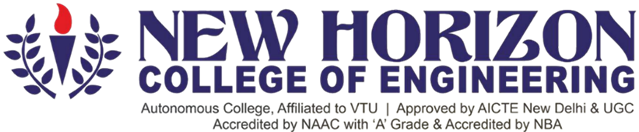 NEW HORIZON
COLLEGE OF ENGINEERING
Autonomous College, Affiliated to VTU | Approved by AICTE New Delhi & UGC
Accredited by NAAC with ‘A’ Grade & Accredited by NBA